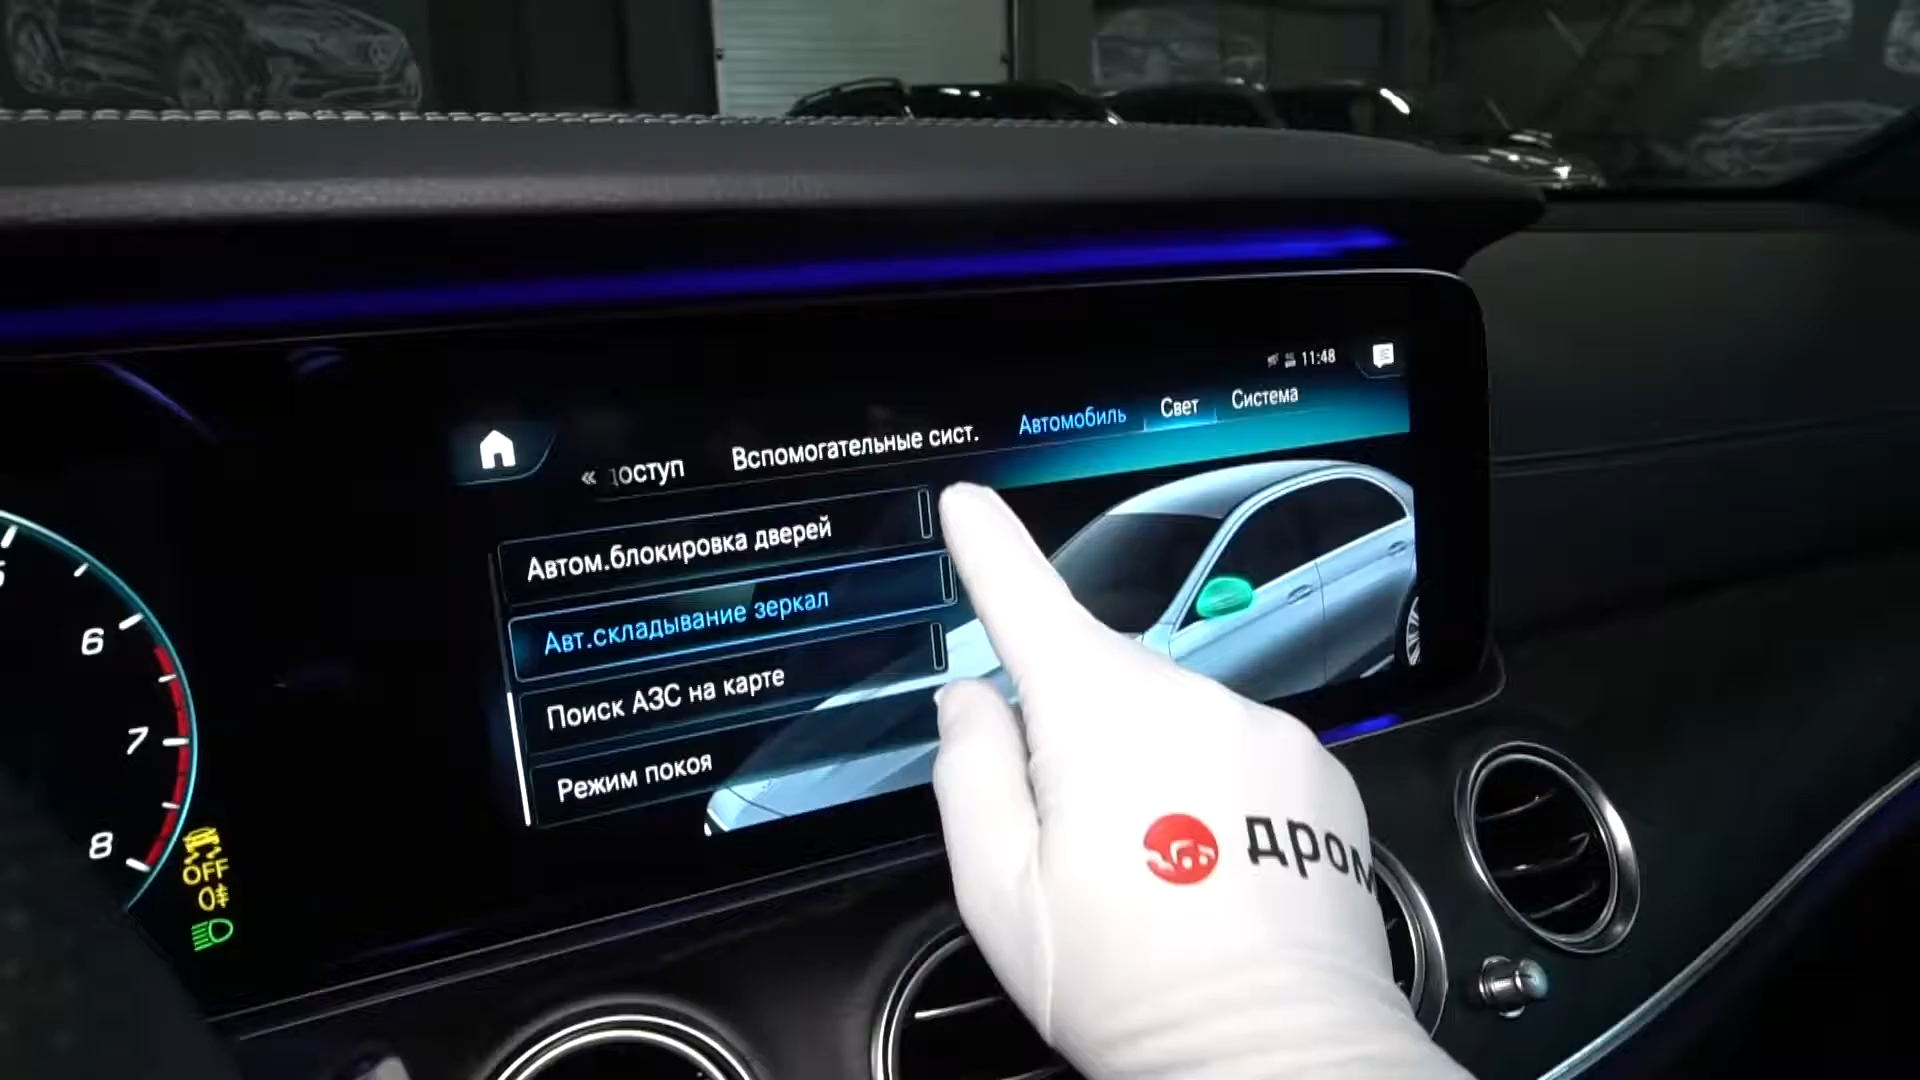 11:48
« доступ Вспомогательные сист. Автомобиль Свет Система
Автом.блокировка дверей
Авт.складывание зеркал
Поиск АЗС на карте
Режим покоя
6
7
8
OFF
дром